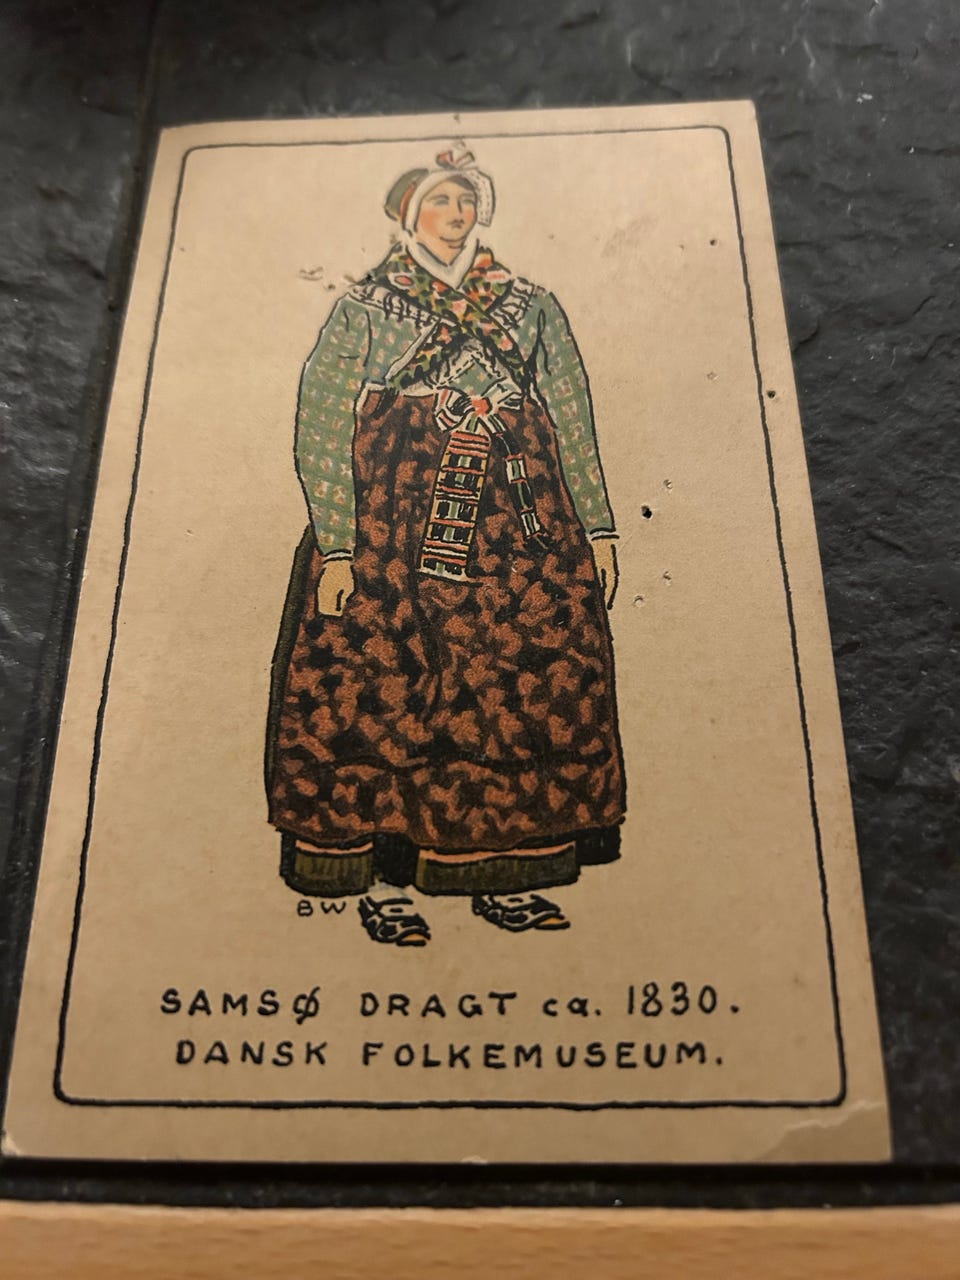 BW
SAMSØ DRAGT ca. 1830.
DANSK FOLKEMUSEUM.